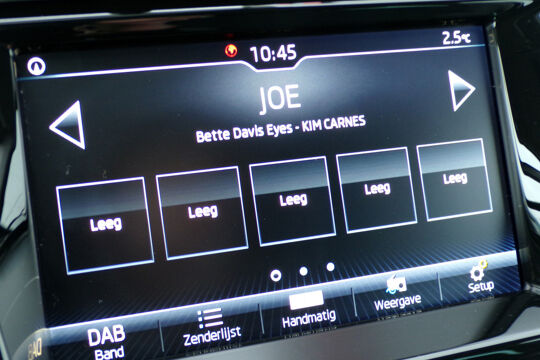 10:45
2.5°C
JOE
Bette Davis Eyes - KIM CARNES
Leeg
Leeg
Leeg
Leeg
Leeg
DAB
Band
Zenderlijst
Handmatig
Weergave
Setup